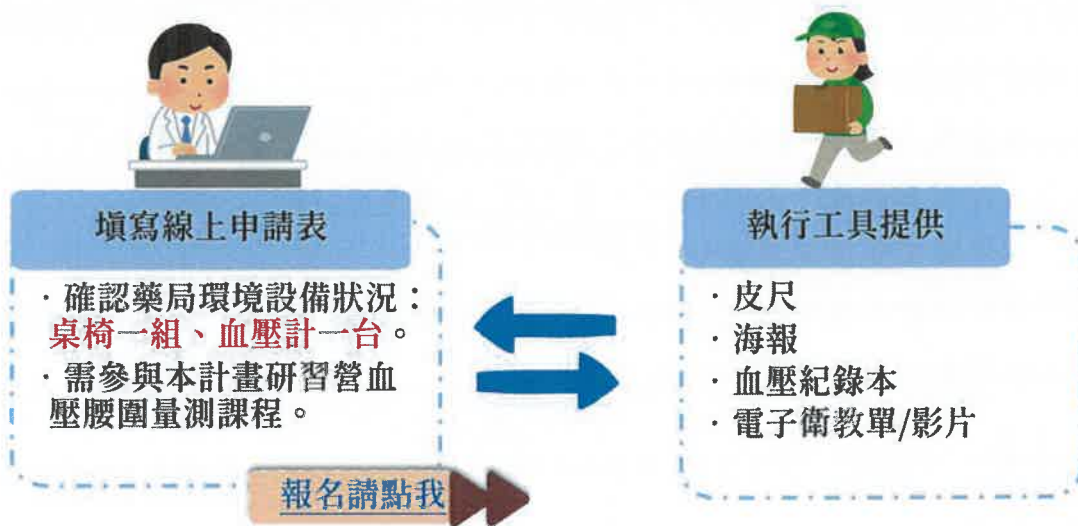 填寫線上申請表
· 確認藥局環境設備狀況：
桌椅一組、血壓計一台。
· 需參與本計畫研習營血
壓腰圍量測課程。
報名請點我
執行工具提供
· 皮尺
· 海報
· 血壓紀錄本
· 電子衛教單/影片